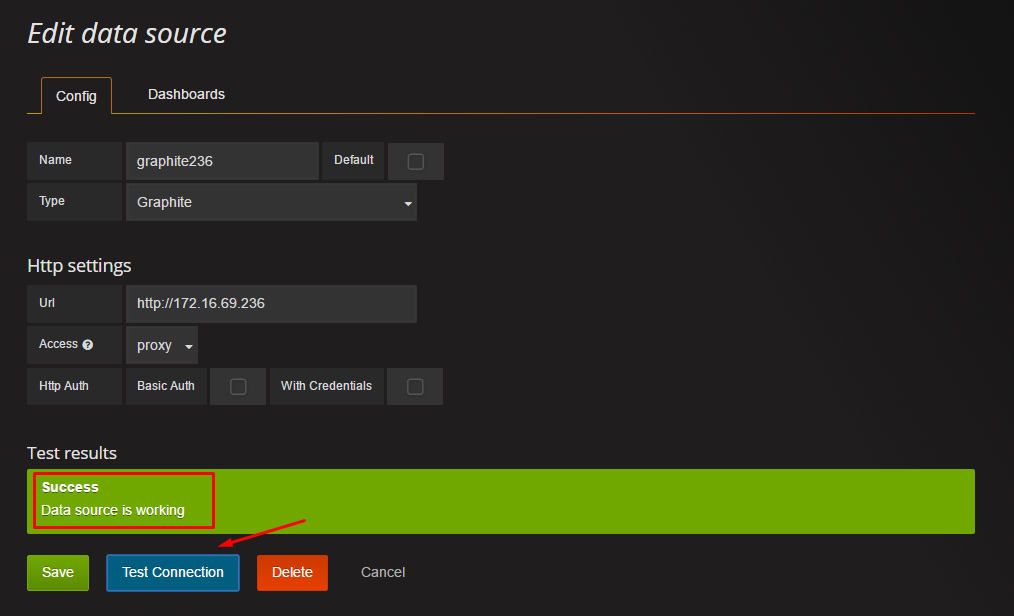 Edit data source
Config Dashboards
Name graphite236 Default
Type Graphite
Http settings
Url http://172.16.69.236
Access ? proxy
Http Auth Basic Auth With Credentials
Test results
Success
Data source is working
Save Test Connection Delete Cancel